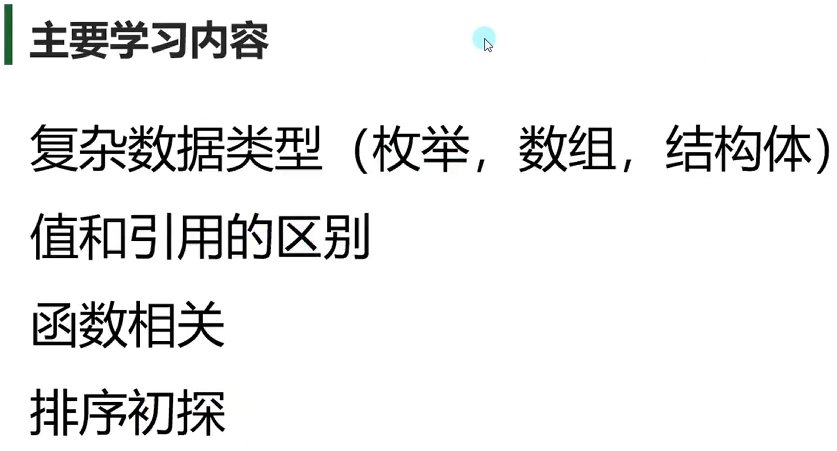 主要学习内容
复杂数据类型（枚举，数组，结构体）
值和引用的区别
函数相关
排序初探